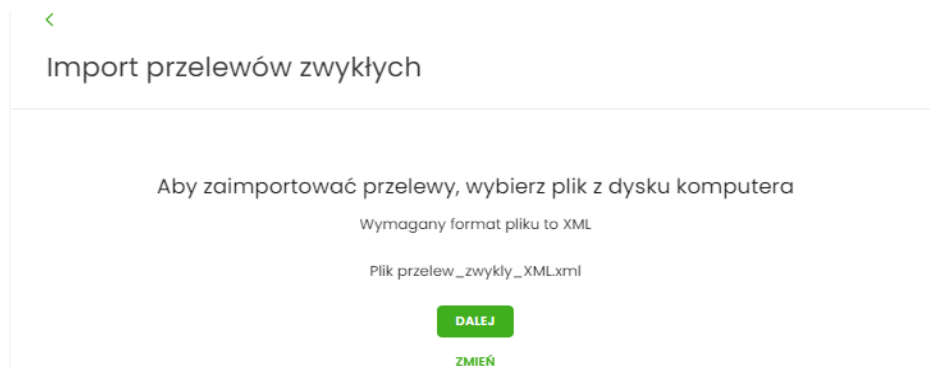 Import przelewów zwykłych
Aby zaimportować przelewy, wybierz plik z dysku komputera
Wymagany format pliku to XML
Plik przelew_zwykly_XML.xml
DALEJ
ZMIEŃ